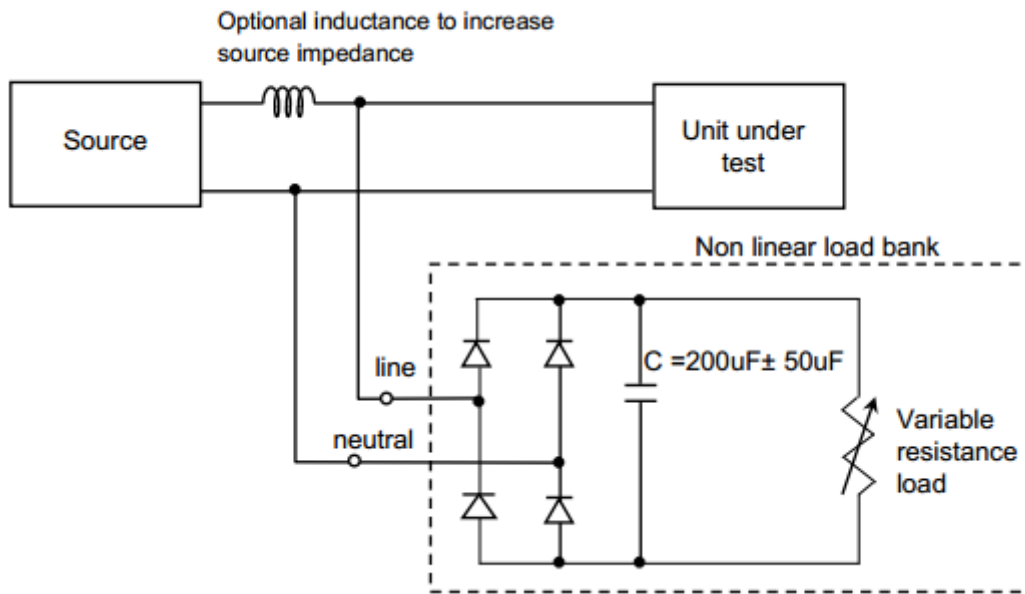 Optional inductance to increase
source impedance
Source
Unit under
test
Non linear load bank
line
C =200uF± 50uF
neutral
Variable
resistance
load